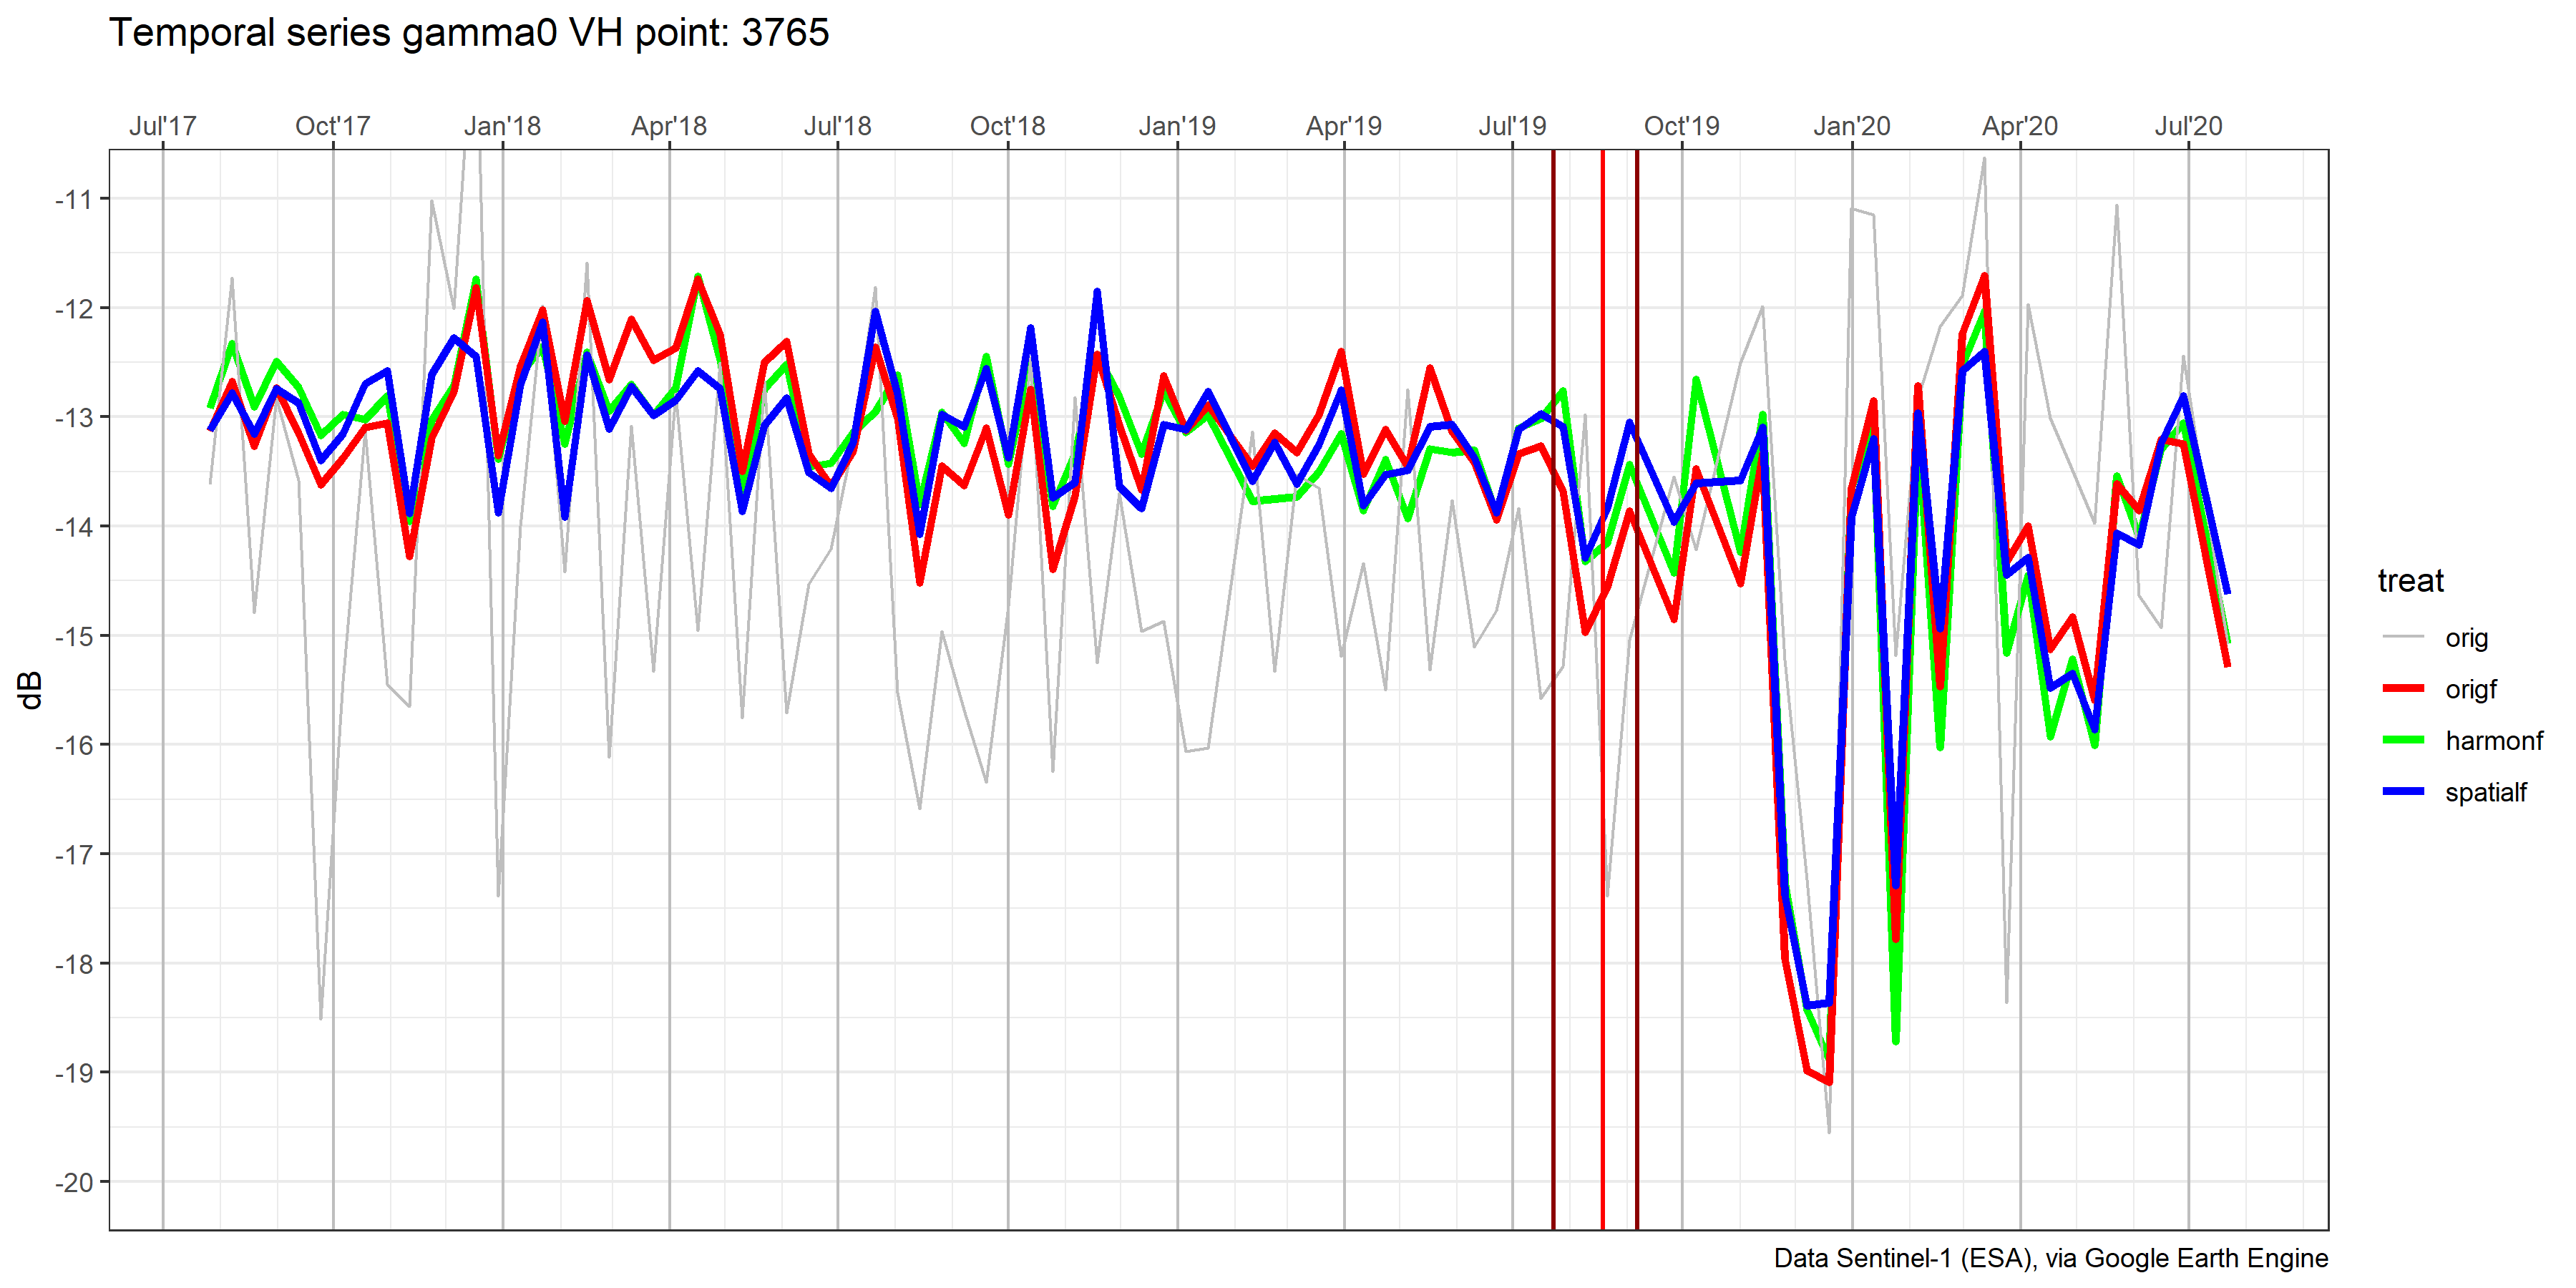 Temporal series gamma0 VH point: 3765
Jul'17 Oct'17 Jan'18 Apr'18 Jul'18 Oct'18 Jan'19 Apr'19 Jul'19 Oct'19 Jan'20 Apr'20 Jul'20
-11
-12
-13
-14
-15
-16
-17
-18
-19
-20
dB
treat
orig
origf
harmonf
spatialf
Data Sentinel-1 (ESA), via Google Earth Engine